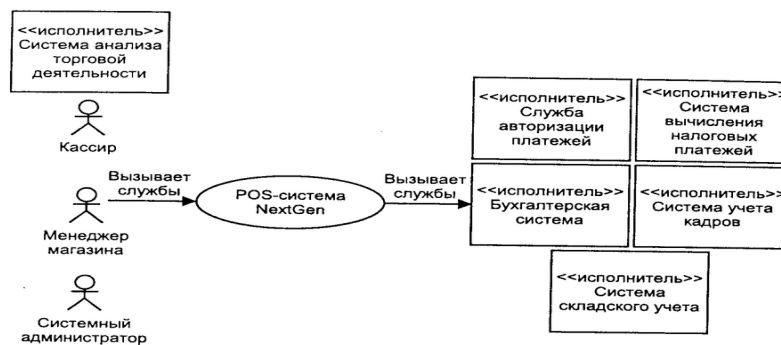 <<исполнитель>>
Система анализа
торговой
деятельности
Кассир
Вызывает
службы
Менеджер
магазина
Системный
администратор
POS-система
NextGen
Вызывает
службы
<<исполнитель>>
Служба
авторизации
платежей
<<исполнитель>>
Система
вычисления
налоговых
платежей
<<исполнитель>>
Бухгалтерская
система
<<исполнитель>>
Система учета
кадров
<<исполнитель>>
Система
складского учета